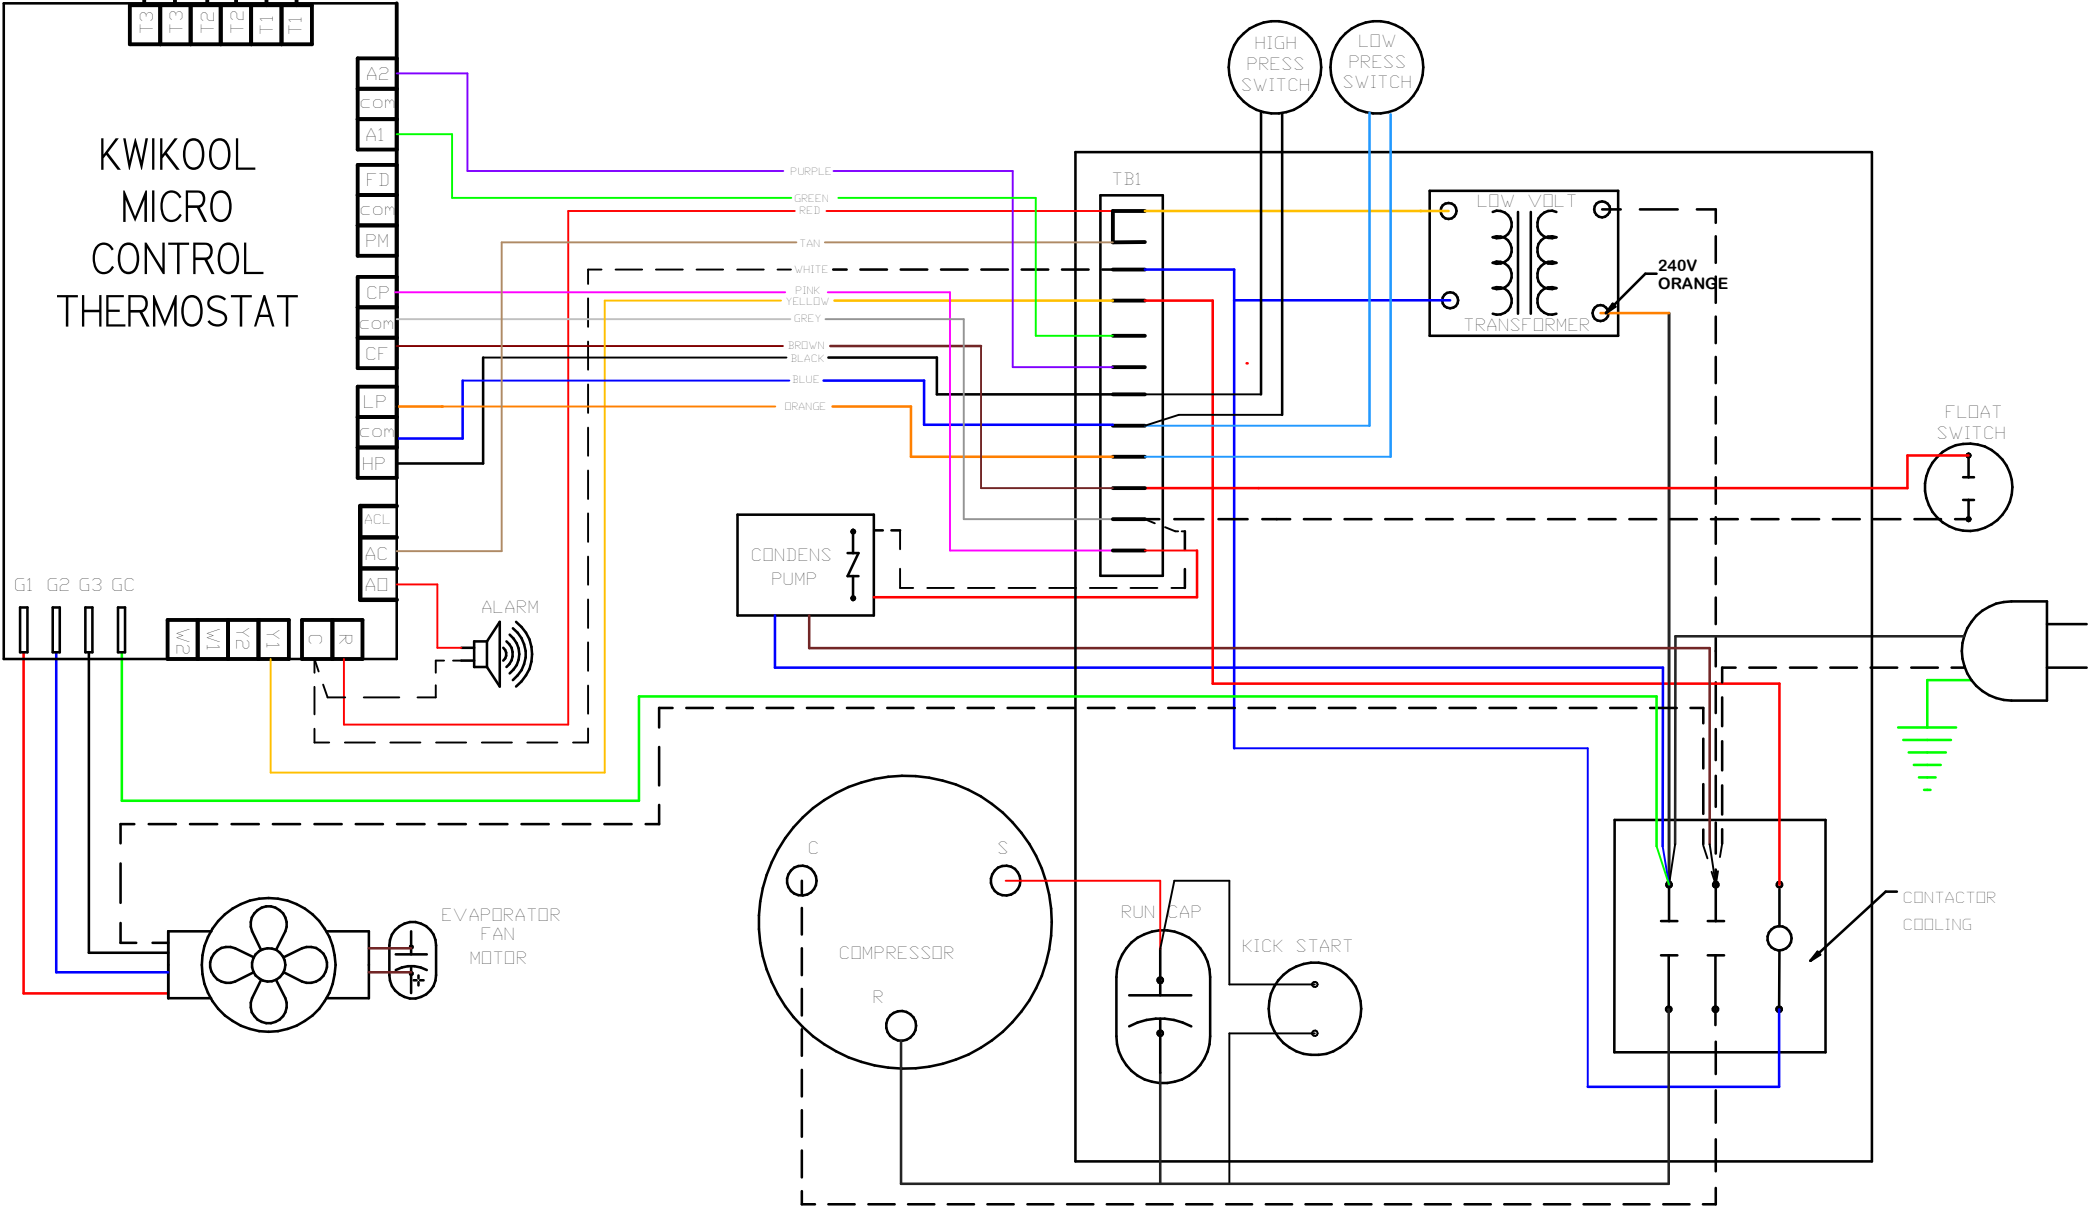 T3 T3 T2 T2 T1 T1
A2
COM
A1
FD
COM
PM
CP
COM
CF
LP
COM
HP
ACL
AC
AO
KWIKOOL
MICRO
CONTROL
THERMOSTAT
G1 G2 G3 GC
W2 W1 Y2 Y1 C R
ALARM
PURPLE
GREEN
RED
TAN
WHITE
PINK
YELLOW
GREY
BROWN
BLACK
BLUE
ORANGE
HIGH
PRESS
SWITCH
LOW
PRESS
SWITCH
TB1
LOW VOLT
TRANSFORMER
240V
ORANGE
FLOAT
SWITCH
CONDENS
PUMP
EVAPORATOR
FAN
MOTOR
C
S
COMPRESSOR
R
RUN CAP
KICK START
CONTACTOR
COOLING